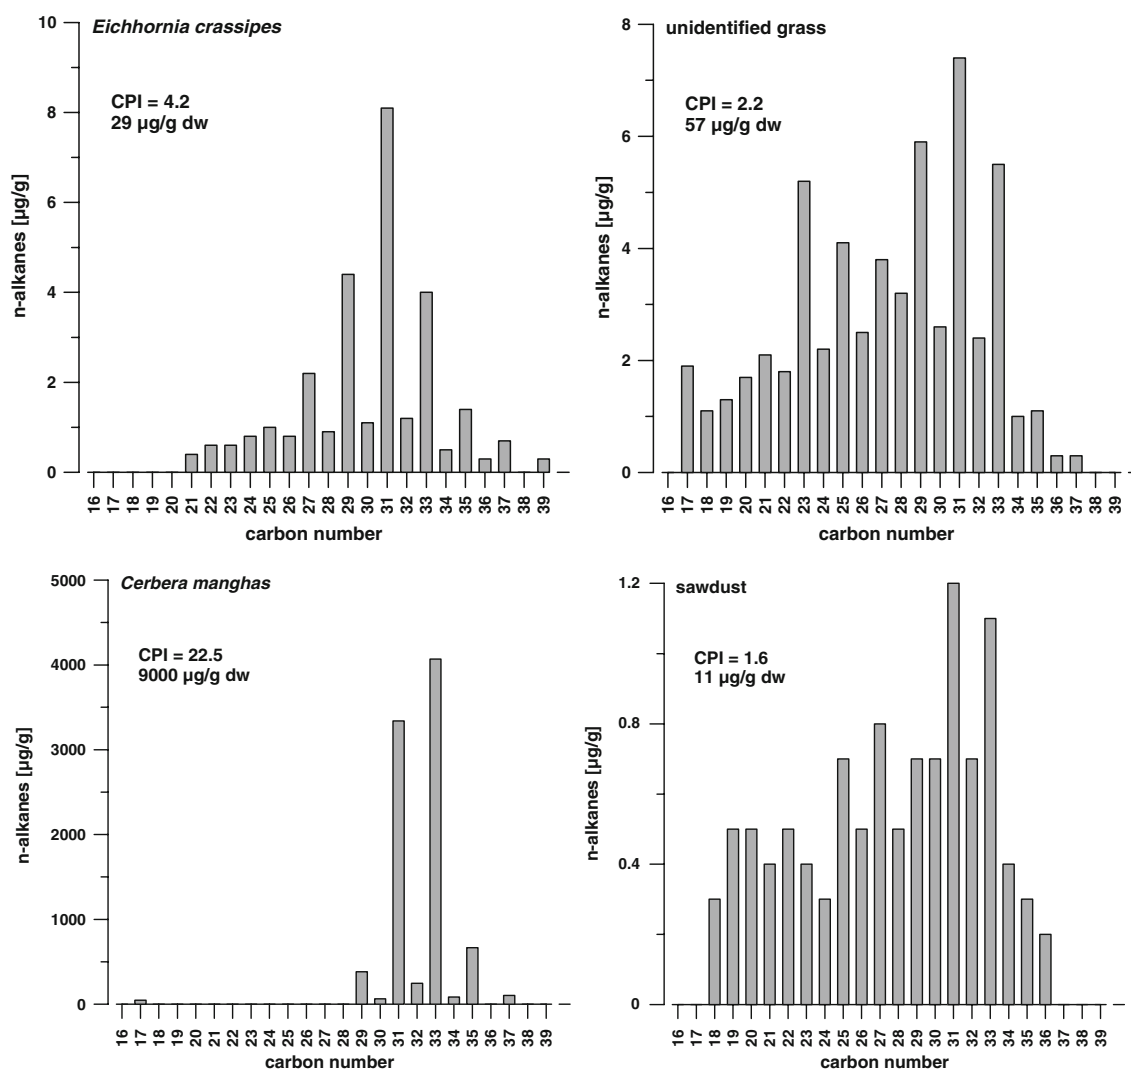 Eichhornia crassipes
CPI = 4.2
29 µg/g dw
n-alkanes [µg/g]
10
8
6
4
2
0
16 17 18 19 20 21 22 23 24 25 26 27 28 29 30 31 32 33 34 35 36 37 38 39
carbon number
unidentified grass
CPI = 2.2
57 µg/g dw
n-alkanes [µg/g]
8
6
4
2
0
16 17 18 19 20 21 22 23 24 25 26 27 28 29 30 31 32 33 34 35 36 37 38 39
carbon number
Cerbera manghas
CPI = 22.5
9000 µg/g dw
n-alkanes [µg/g]
5000
4000
3000
2000
1000
0
16 17 18 19 20 21 22 23 24 25 26 27 28 29 30 31 32 33 34 35 36 37 38 39
carbon number
sawdust
CPI = 1.6
11 µg/g dw
n-alkanes [µg/g]
1.2
0.8
0.4
0
16 17 18 19 20 21 22 23 24 25 26 27 28 29 30 31 32 33 34 35 36 37 38 39
carbon number